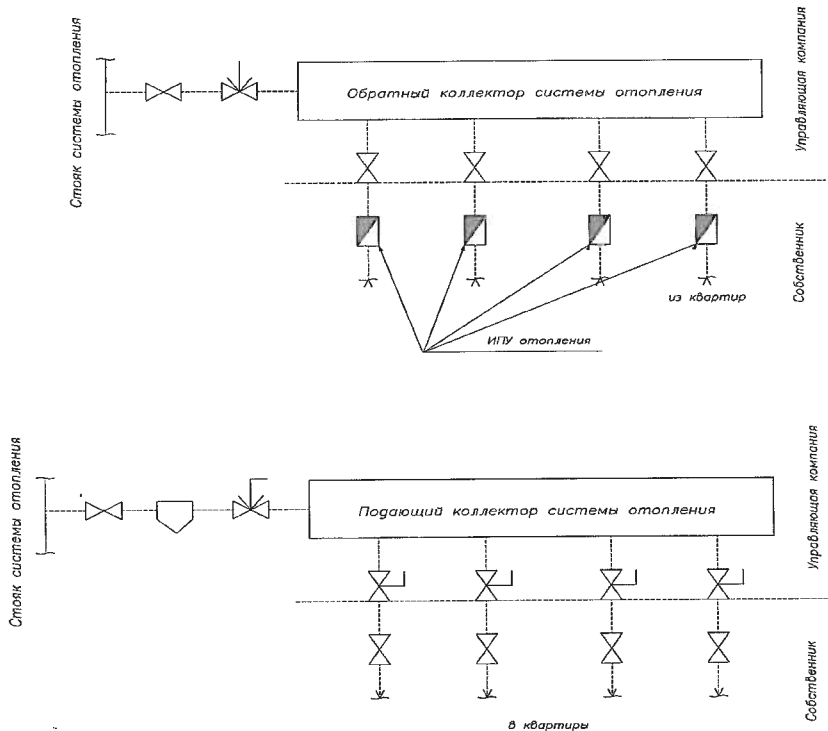 Стояк системы отопления
Обратный коллектор системы отопления
Управляющая компания
Собственник
из квартир
ИПУ отопления
Стояк системы отопления
Подающий коллектор системы отопления
Управляющая компания
Собственник
в квартиры